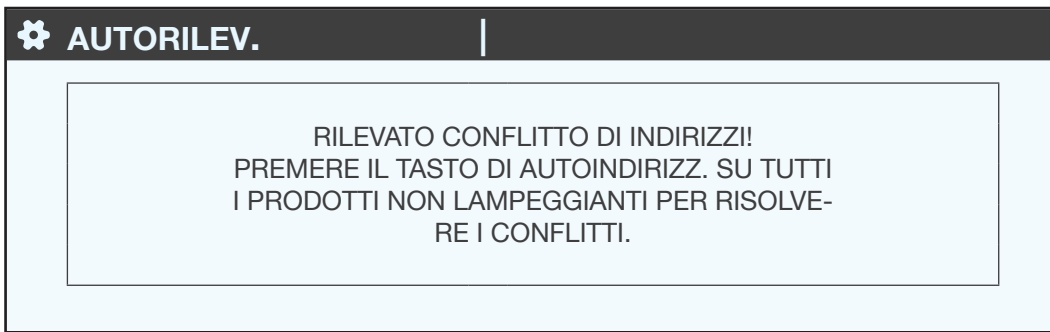 AUTORILEV.
RILEVATO CONFLITTO DI INDIRIZZI!
PREMERE IL TASTO DI AUTOINDIRIZZ. SU TUTTI
I PRODOTTI NON LAMPEGGIANTI PER RISOLVE-
RE I CONFLITTI.